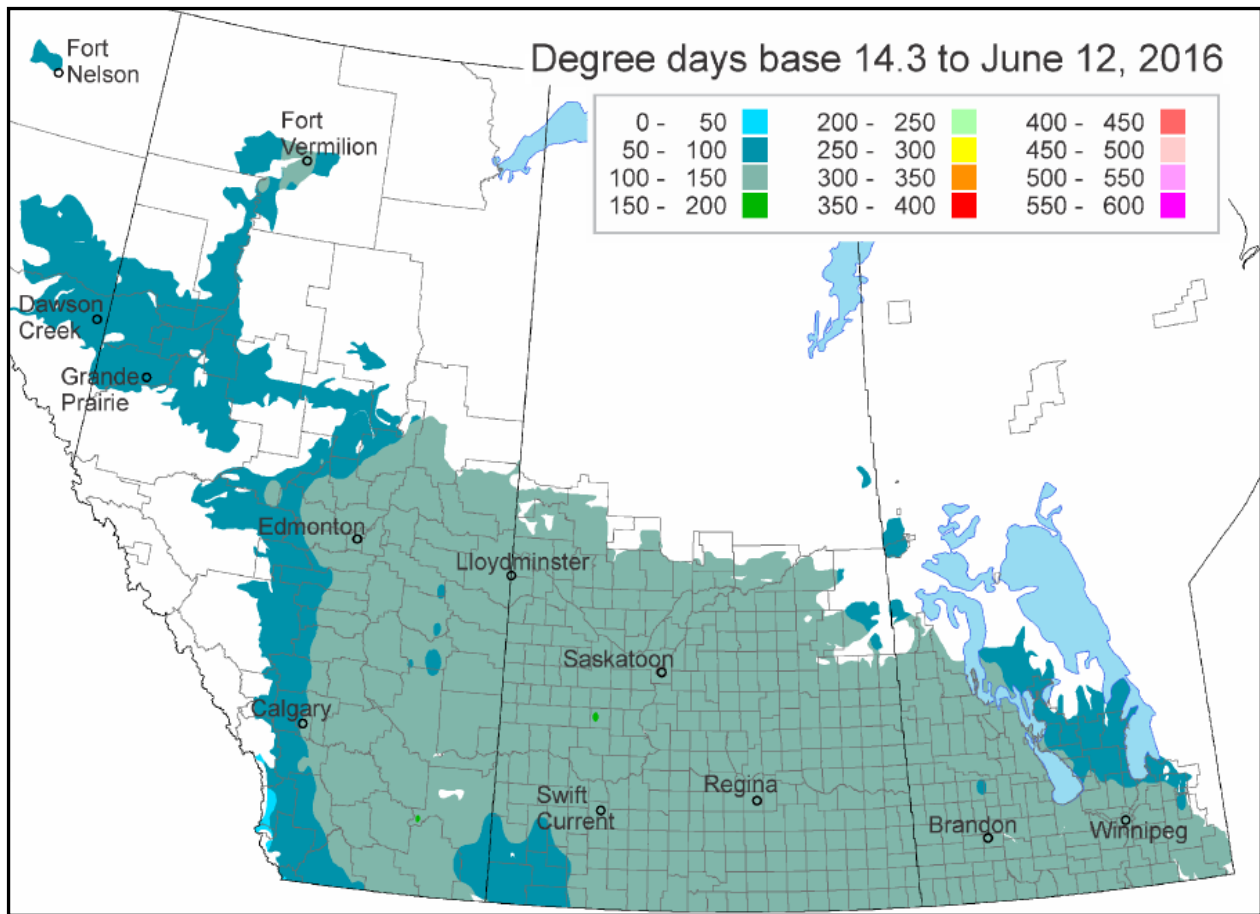 Degree days base 14.3 to June 12, 2016
0 - 50
50 - 100
100 - 150
150 - 200
200 - 250
250 - 300
300 - 350
350 - 400
400 - 450
450 - 500
500 - 550
550 - 600
Fort
Nelson
Fort
Vermilion
Dawson
Creek
Grande
Prairie
Edmonton
Lloydminster
Saskatoon
Calgary
Swift
Current
Regina
Brandon
Winnipeg